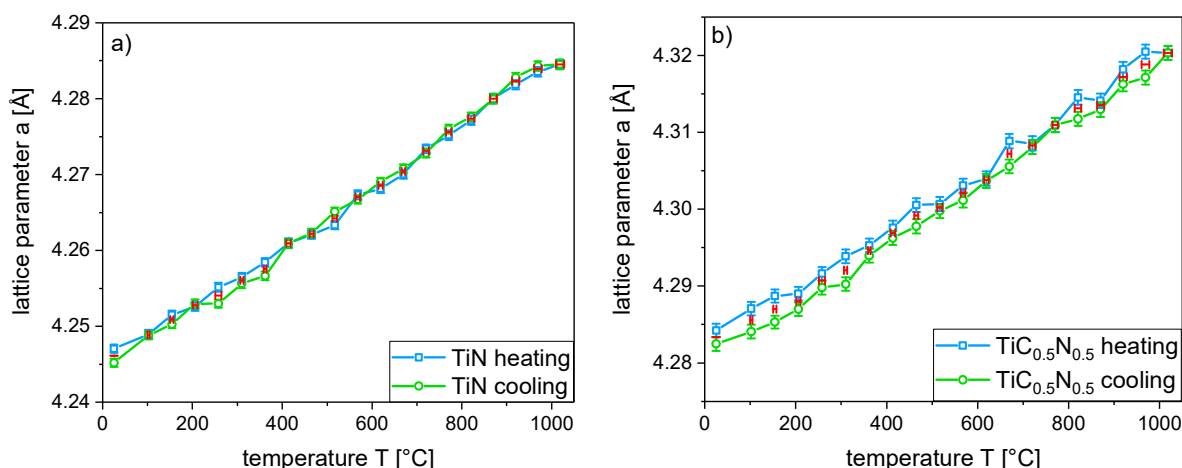 a)
4.29
4.28
4.27
4.26
4.25
4.24
lattice parameter a [Å]
0 200 400 600 800 1000
temperature T [°C]
TiN heating
TiN cooling
b)
4.32
4.31
4.30
4.29
4.28
lattice parameter a [Å]
0 200 400 600 800 1000
temperature T [°C]
TiC₀.₅N₀.₅ heating
TiC₀.₅N₀.₅ cooling